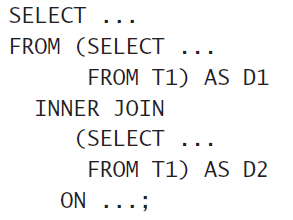 SELECT ...
FROM (SELECT ...
FROM T1) AS D1
INNER JOIN
(SELECT ...
FROM T1) AS D2
ON ...;